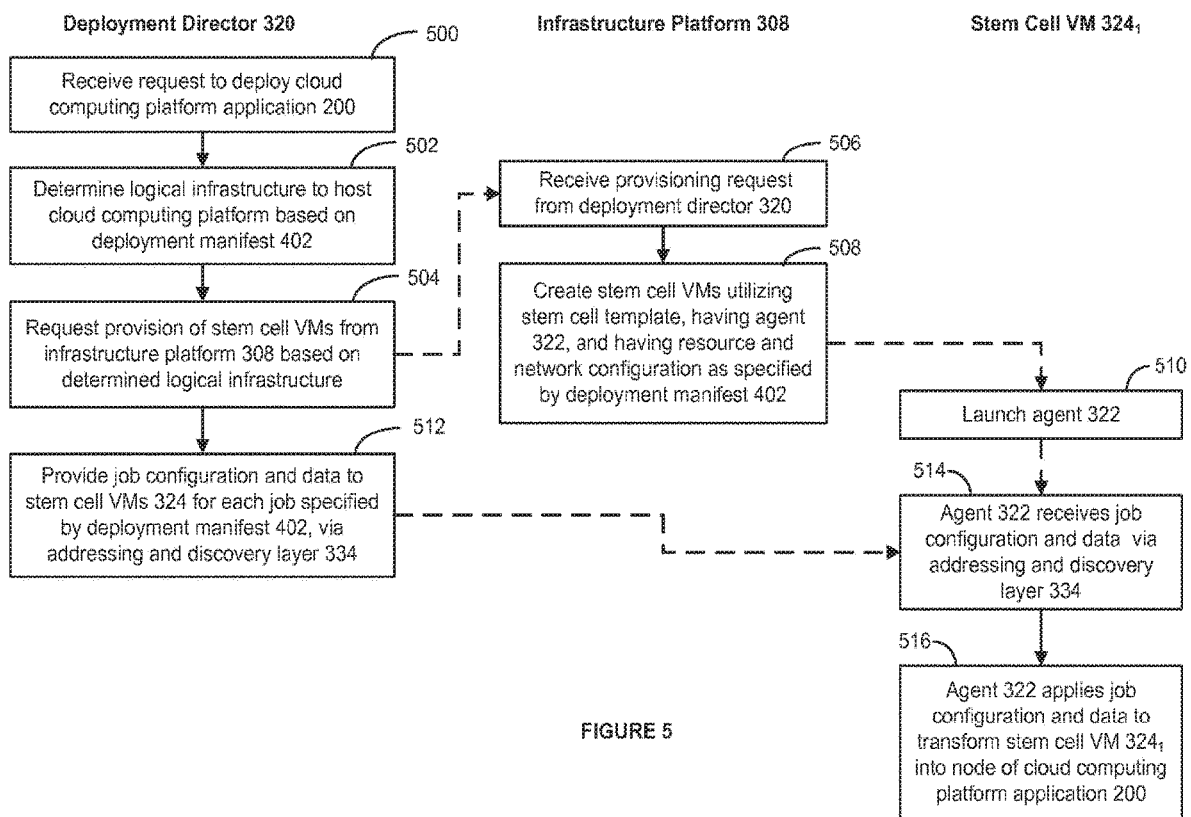 Deployment Director 320
Infrastructure Platform 308
Stem Cell VM 324₁
500
Receive request to deploy cloud
computing platform application 200
502
Determine logical infrastructure to host
cloud computing platform based on
deployment manifest 402
504
Request provision of stem cell VMs from
infrastructure platform 308 based on
determined logical infrastructure
506
Receive provisioning request
from deployment director 320
508
Create stem cell VMs utilizing
stem cell template, having agent
322, and having resource and
network configuration as specified
by deployment manifest 402
510
Launch agent 322
512
Provide job configuration and data to
stem cell VMs 324 for each job specified
by deployment manifest 402, via
addressing and discovery layer 334
514
Agent 322 receives job
configuration and data via
addressing and discovery
layer 334
516
Agent 322 applies job
configuration and data to
transform stem cell VM 324₁
into node of cloud computing
platform application 200
FIGURE 5